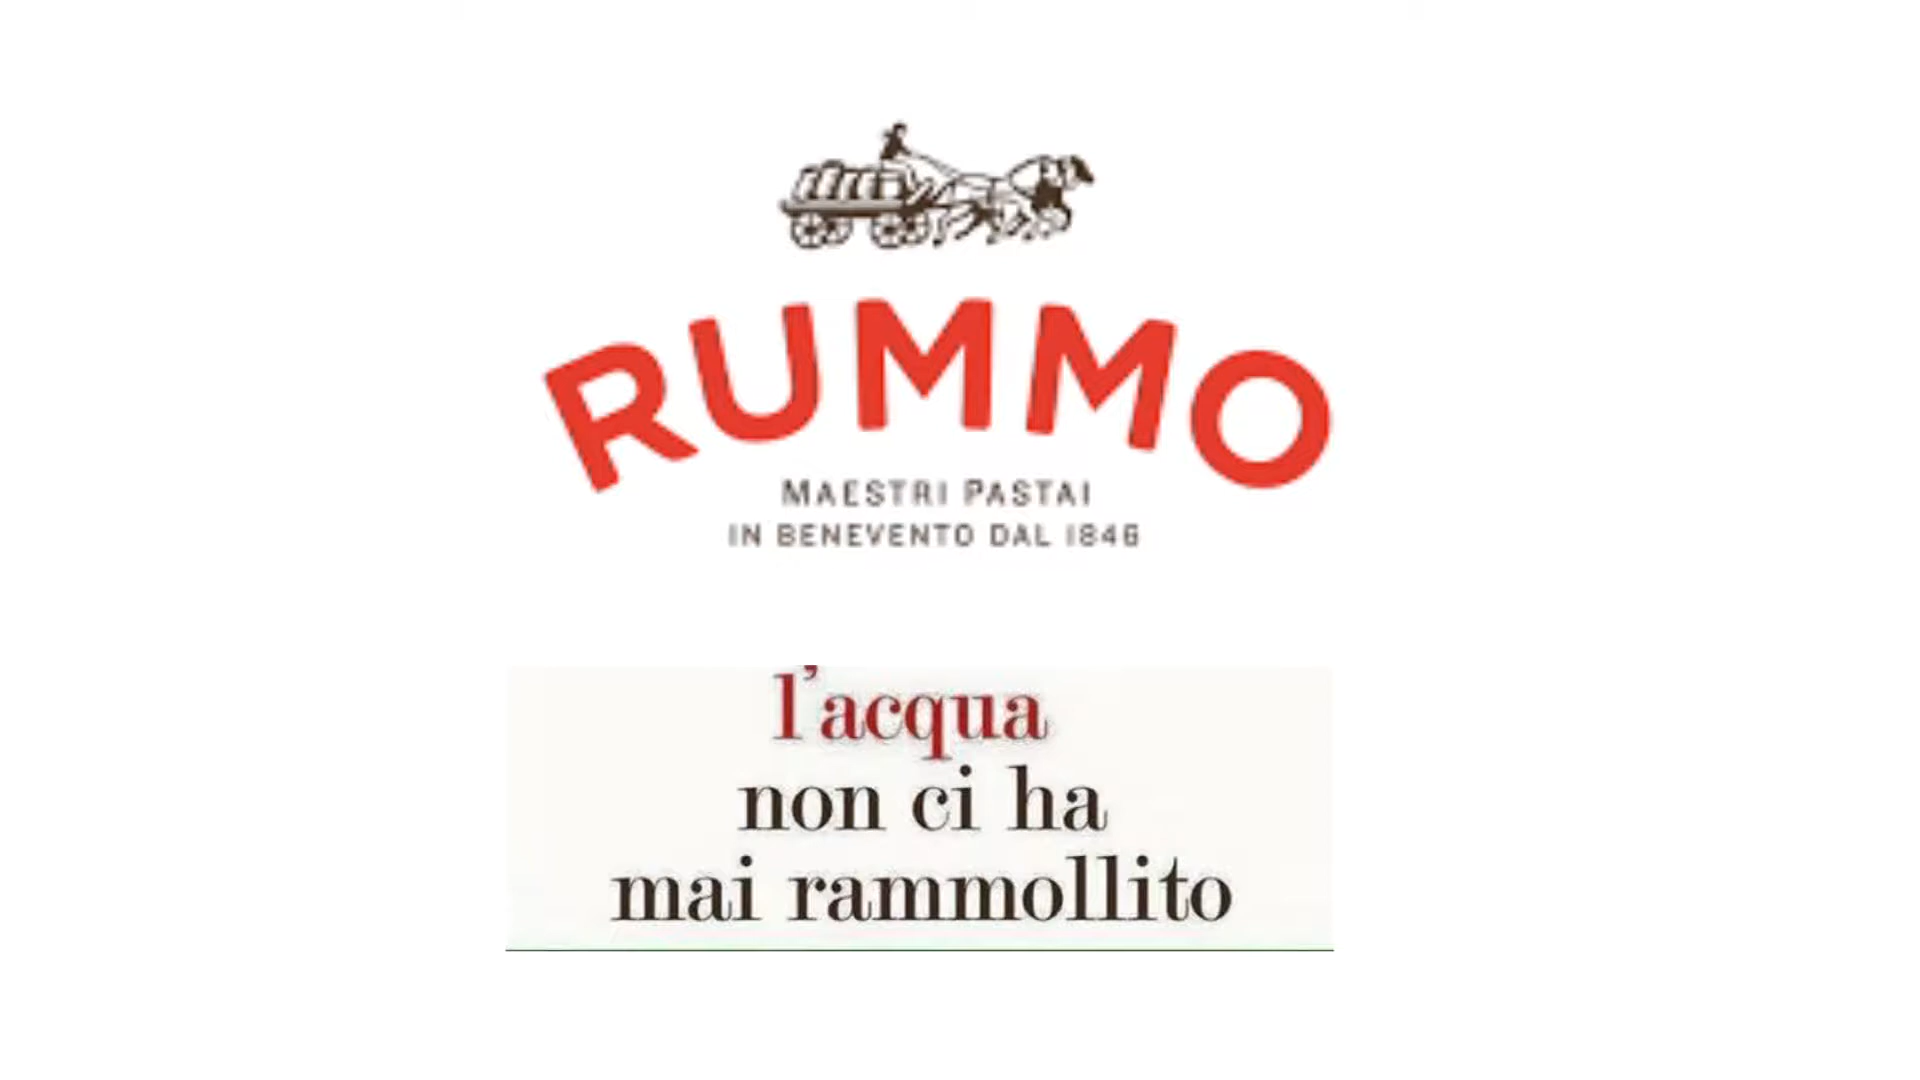 RUMMO
MAESTRI PASTAI
IN BENEVENTO DAL 1846
l'acqua
non ci ha
mai rammollito